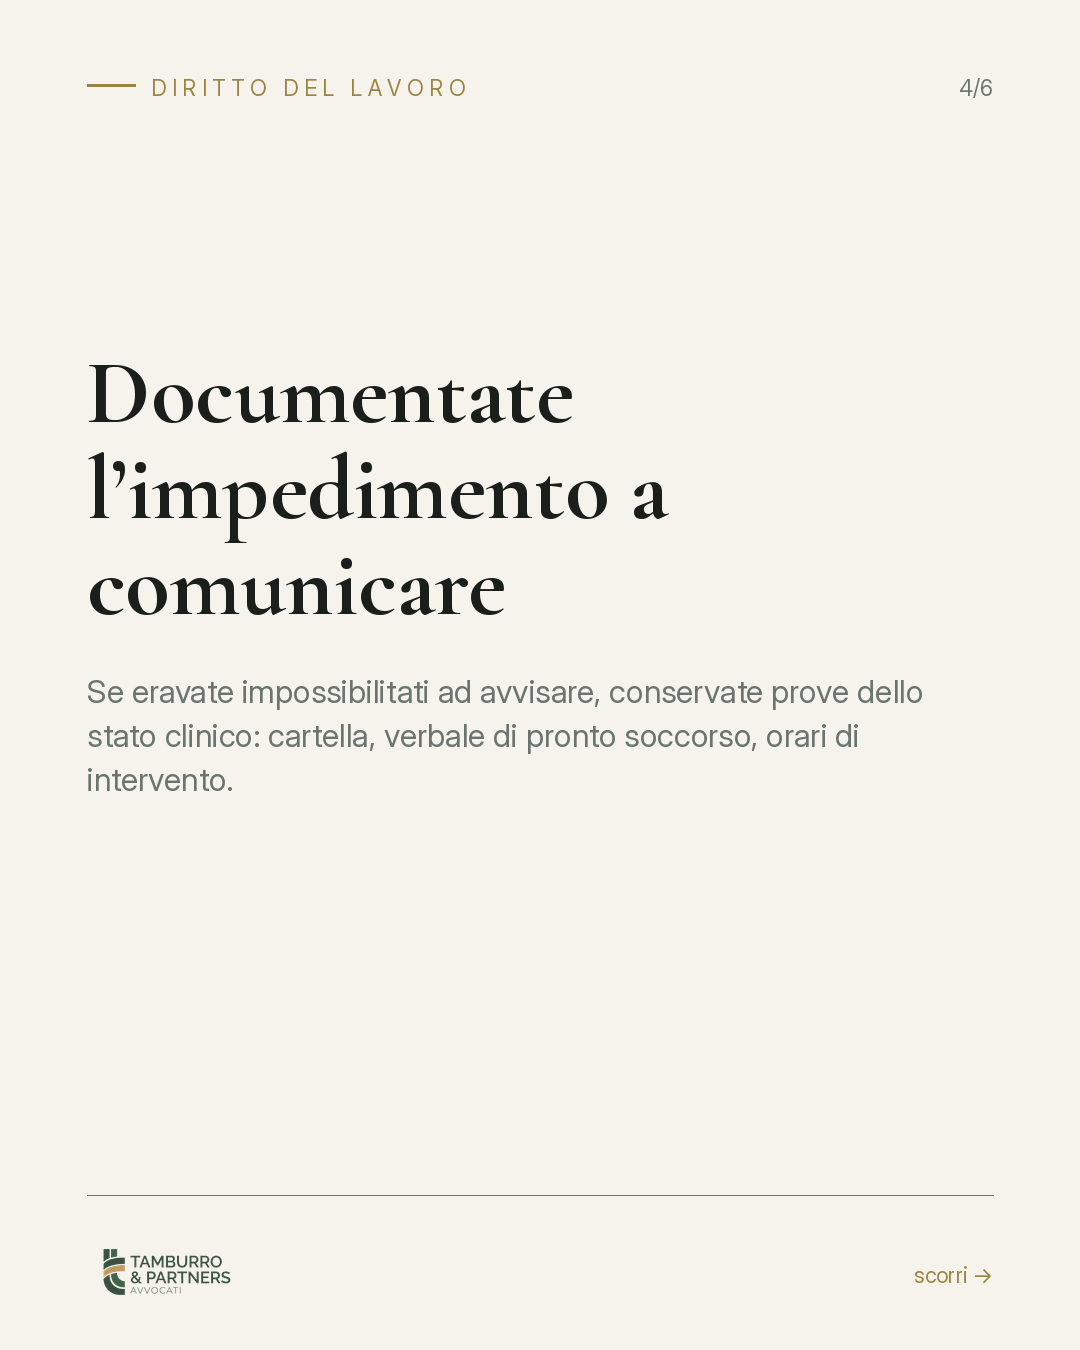 DIRITTO DEL LAVORO
4/6
Documentate
l’impedimento a
comunicare
Se eravate impossibilitati ad avvisare, conservate prove dello
stato clinico: cartella, verbale di pronto soccorso, orari di
intervento.
TAMBURRO
& PARTNERS
AVVOCATI
scorri →